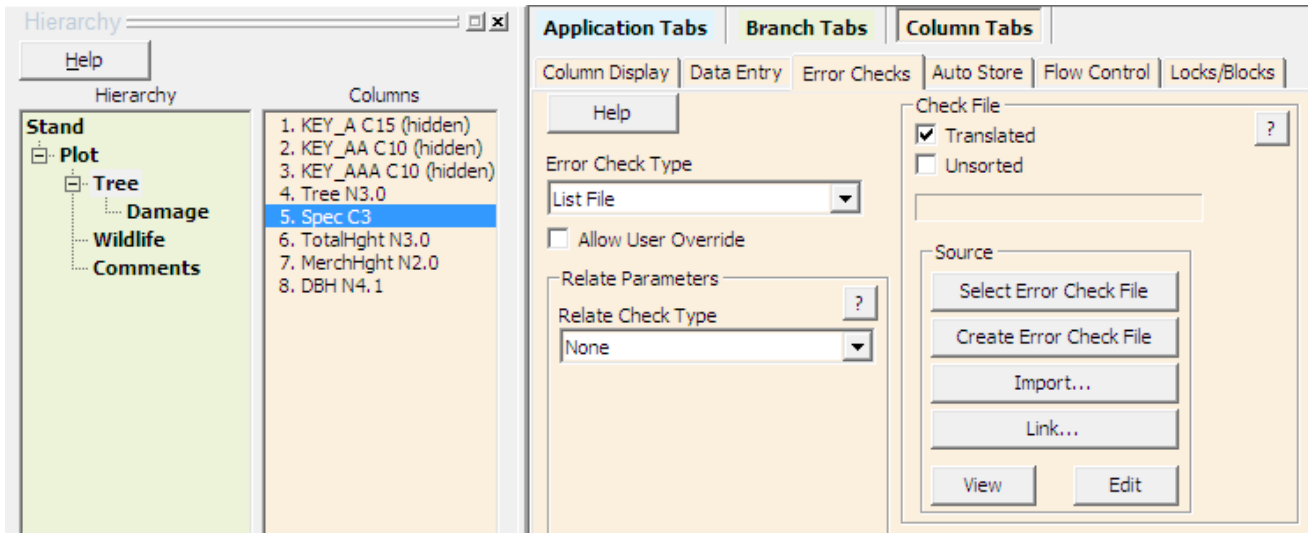 Hierarchy
Help
Hierarchy
Columns
Stand
Plot
Tree
Damage
Wildlife
Comments
1. KEY_A C15 (hidden)
2. KEY_AA C10 (hidden)
3. KEY_AAA C10 (hidden)
4. Tree N3.0
5. Spec C3
6. TotalHght N3.0
7. MerchHght N2.0
8. DBH N4.1
Application Tabs Branch Tabs Column Tabs
Column Display Data Entry Error Checks Auto Store Flow Control Locks/Blocks
Help
Error Check Type
List File
Allow User Override
Relate Parameters
?
Relate Check Type
None
Check File
?
Translated
Unsorted
Source
Select Error Check File
Create Error Check File
Import...
Link...
View Edit